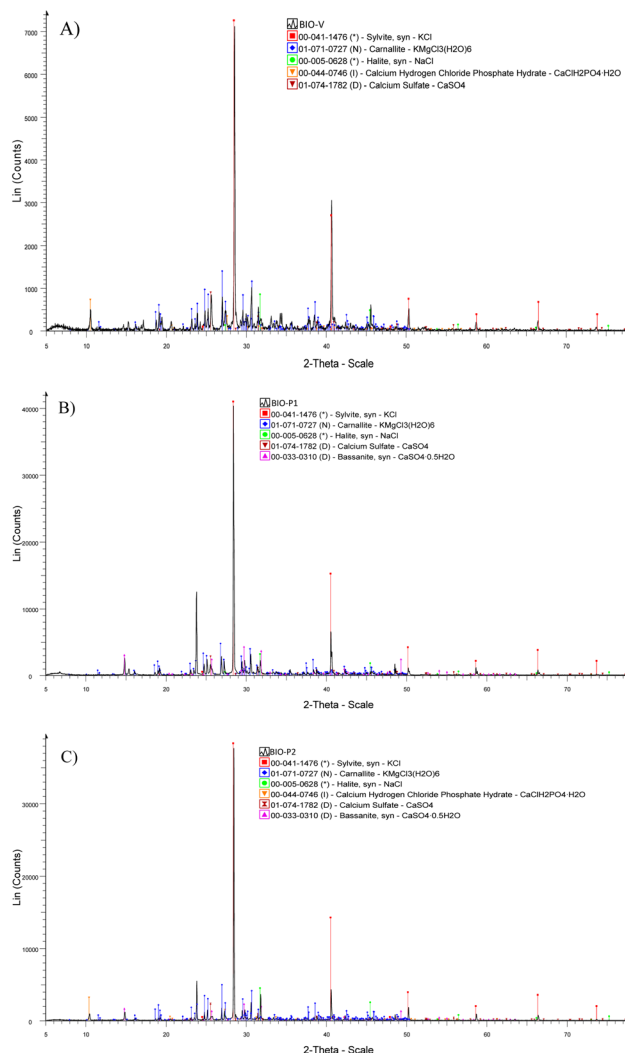 A)
BIO-V
00-041-1476 (*) - Sylvite, syn - KCl
01-071-0727 (N) - Carnallite - KMgCl3(H2O)6
00-005-0628 (*) - Halite, syn - NaCl
00-044-0746 (I) - Calcium Hydrogen Chloride Phosphate Hydrate - CaClH2PO4·H2O
01-074-1782 (D) - Calcium Sulfate - CaSO4
Lin (Counts)
7000
6000
5000
4000
3000
2000
1000
0
5 10 20 30 40 50 60 70
2-Theta - Scale
B)
BIO-P1
00-041-1476 (*) - Sylvite, syn - KCl
01-071-0727 (N) - Carnallite - KMgCl3(H2O)6
00-005-0628 (*) - Halite, syn - NaCl
01-074-1782 (D) - Calcium Sulfate - CaSO4
00-033-0310 (D) - Bassanite, syn - CaSO4·0.5H2O
Lin (Counts)
40000
30000
20000
10000
0
5 10 20 30 40 50 60 70
2-Theta - Scale
C)
BIO-P2
00-041-1476 (*) - Sylvite, syn - KCl
01-071-0727 (N) - Carnallite - KMgCl3(H2O)6
00-005-0628 (*) - Halite, syn - NaCl
00-044-0746 (I) - Calcium Hydrogen Chloride Phosphate Hydrate - CaClH2PO4·H2O
01-074-1782 (D) - Calcium Sulfate - CaSO4
00-033-0310 (D) - Bassanite, syn - CaSO4·0.5H2O
Lin (Counts)
30000
20000
10000
0
5 10 20 30 40 50 60 70
2-Theta - Scale